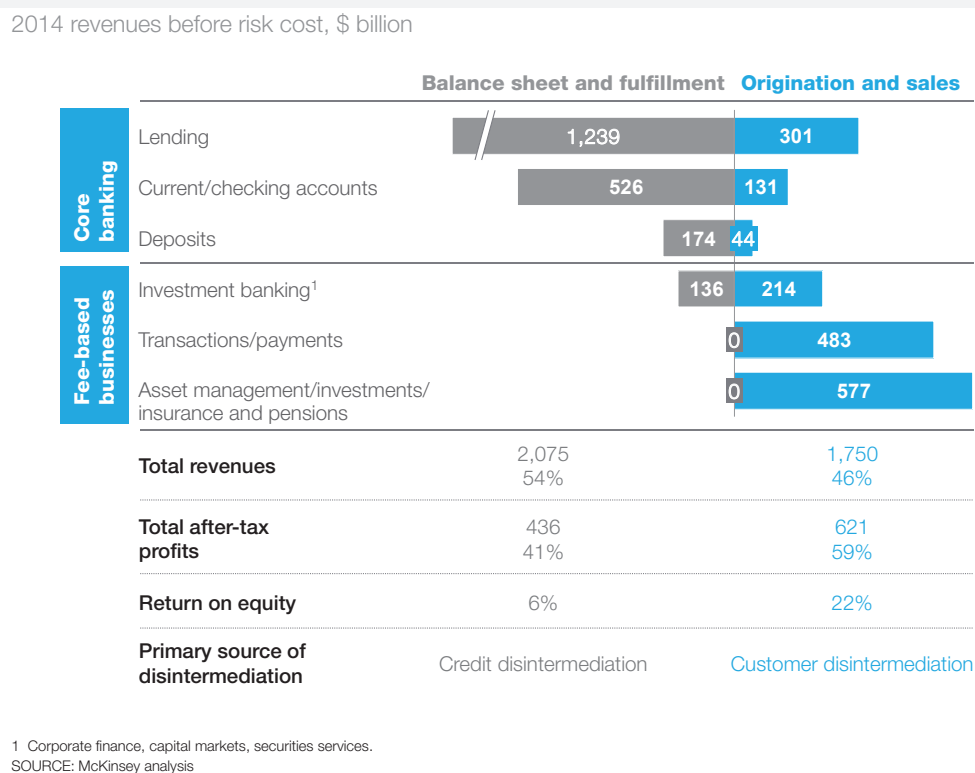 2014 revenues before risk cost, $ billion
Balance sheet and fulfillment Origination and sales
Core
banking
Lending 1,239 301
Current/checking accounts 526 131
Deposits 174 44
Fee-based
businesses
Investment banking1 136 214
Transactions/payments 0 483
Asset management/investments/
insurance and pensions 0 577
Total revenues 2,075 1,750
54% 46%
Total after-tax
profits
436 621
41% 59%
Return on equity 6% 22%
Primary source of
disintermediation
Credit disintermediation Customer disintermediation
1 Corporate finance, capital markets, securities services.
SOURCE: McKinsey analysis